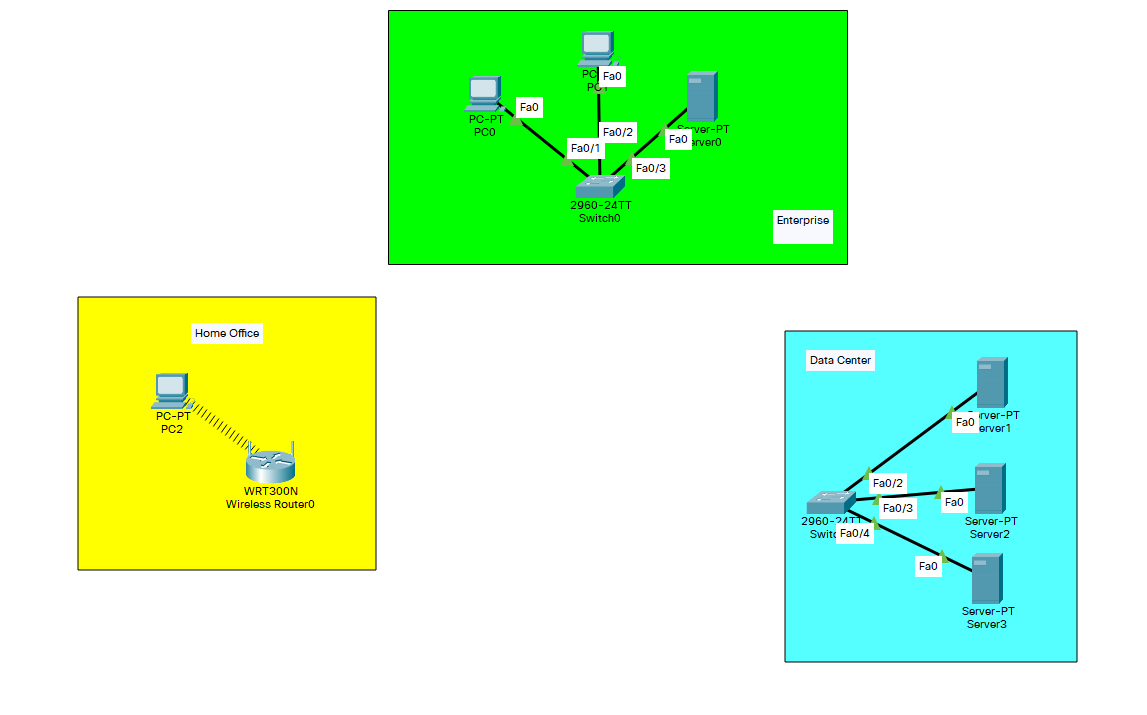 PC
Fa0
PC1
PC-PT
PC0
Fa0
Fa0/2
Fa0/1
Fa0
Server-PT
Server0
Fa0/3
2960-24TT
Switch0
Enterprise
Home Office
PC-PT
PC2
WRT300N
Wireless Router0
Data Center
Server-PT
Server1
Fa0
Fa0/2
Fa0/3
Fa0
2960-24TT
Switc
Fa0/4
Server-PT
Server2
Fa0
Server-PT
Server3